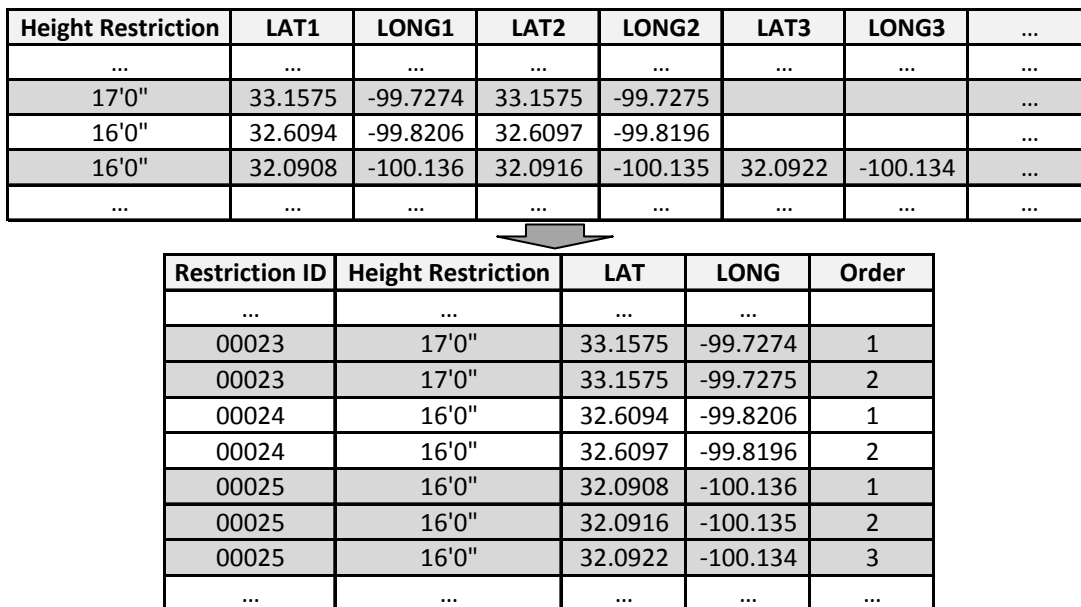 Height Restriction LAT1 LONG1 LAT2 LONG2 LAT3 LONG3 ...
... ... ... ... ... ... ... ...
17'0" 33.1575 -99.7274 33.1575 -99.7275 ...
16'0" 32.6094 -99.8206 32.6097 -99.8196 ...
16'0" 32.0908 -100.136 32.0916 -100.135 32.0922 -100.134 ...
... ... ... ... ... ... ... ...
Restriction ID Height Restriction LAT LONG Order
... ... ... ...
00023 17'0" 33.1575 -99.7274 1
00023 17'0" 33.1575 -99.7275 2
00024 16'0" 32.6094 -99.8206 1
00024 16'0" 32.6097 -99.8196 2
00025 16'0" 32.0908 -100.136 1
00025 16'0" 32.0916 -100.135 2
00025 16'0" 32.0922 -100.134 3
... ... ... ... ...